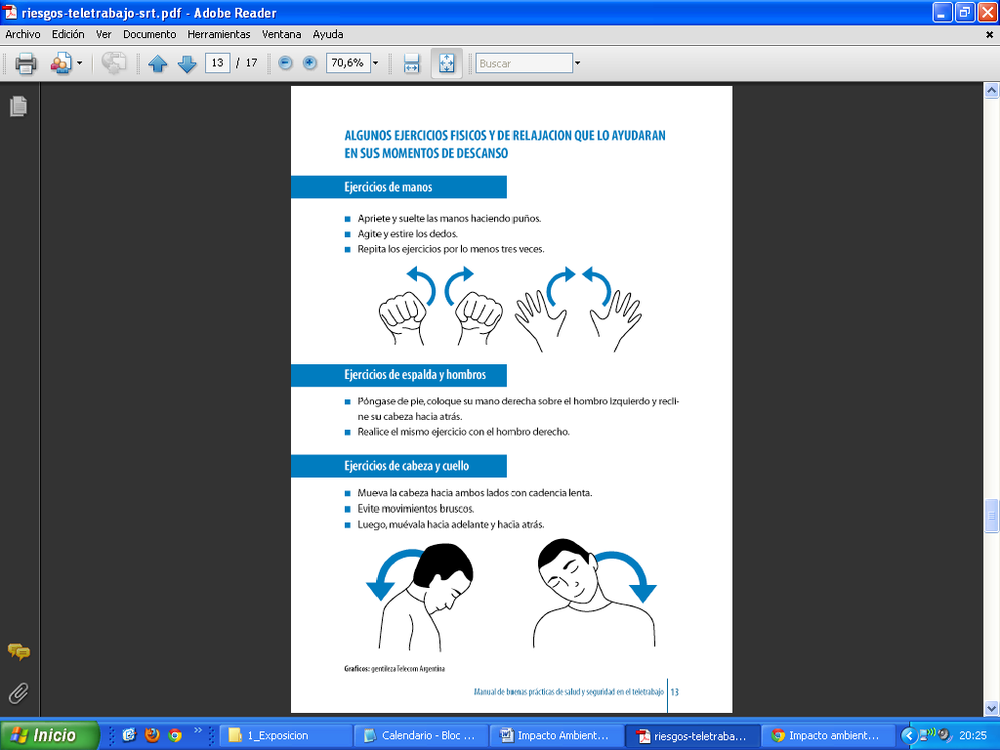 riesgos-teletrabajo-srt.pdf - Adobe Reader
Archivo Edición Ver Documento Herramientas Ventana Ayuda
13 / 17 70,6% Buscar
ALGUNOS EJERCICIOS FISICOS Y DE RELAJACION QUE LO AYUDARAN
EN SUS MOMENTOS DE DESCANSO
Ejercicios de manos
Apriete y suelte las manos haciendo puños.
Agite y estire los dedos.
Repita los ejercicios por lo menos tres veces.
Ejercicios de espalda y hombros
Póngase de pie, coloque su mano derecha sobre el hombro izquierdo y recli-
ne su cabeza hacia atrás.
Realice el mismo ejercicio con el hombro derecho.
Ejercicios de cabeza y cuello
Mueva la cabeza hacia ambos lados con cadencia lenta.
Evite movimientos bruscos.
Luego, muévala hacia adelante y hacia atrás.
Graficos: gentileza Telecom Argentina
Manual de buenas prácticas de salud y seguridad en el teletrabajo 13
Inicio 1_Exposicion Calendario - Bloc ... Impacto Ambient... riesgos-teletraba... Impacto ambient... 20:25